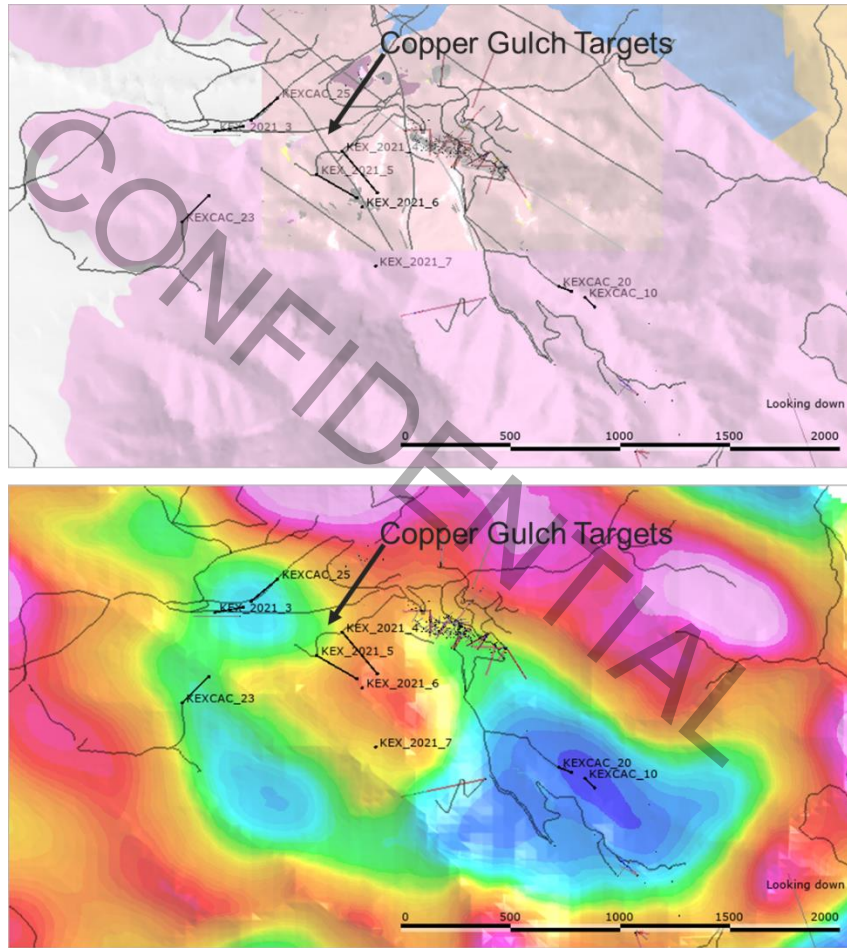 Copper Gulch Targets
KEXCAC_25
KEX_2021_3
KEX_2021_4
KEX_2021_5
KEX_2021_6
KEXCAC_23
KEX_2021_7
KEXCAC_20
KEXCAC_10
Looking down
0 500 1000 1500 2000
CONFIDENTIAL
Copper Gulch Targets
KEXCAC_25
KEX_2021_3
KEX_2021_4
KEX_2021_5
KEX_2021_6
KEXCAC_23
KEX_2021_7
KEXCAC_20
KEXCAC_10
Looking down
0 500 1000 1500 2000